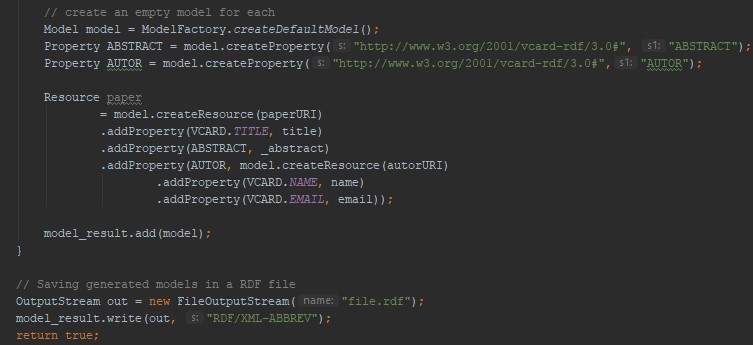 // create an empty model for each
Model model = ModelFactory.createDefaultModel();
Property ABSTRACT = model.createProperty( s: "http://www.w3.org/2001/vcard-rdf/3.0#", s1: "ABSTRACT");
Property AUTOR = model.createProperty( s: "http://www.w3.org/2001/vcard-rdf/3.0#", s1: "AUTOR");
Resource paper
= model.createResource(paperURI)
.addProperty(VCARD.TITLE, title)
.addProperty(ABSTRACT, _abstract)
.addProperty(AUTOR, model.createResource(autorURI)
.addProperty(VCARD.NAME, name)
.addProperty(VCARD.EMAIL, email));
model_result.add(model);
}
// Saving generated models in a RDF file
OutputStream out = new FileOutputStream( name: "file.rdf");
model_result.write(out, s: "RDF/XML-ABBREV");
return true;